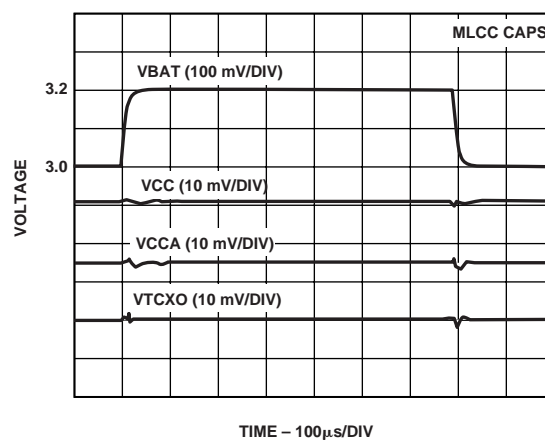 MLCC CAPS
VBAT (100 mV/DIV)
3.2
3.0
VCC (10 mV/DIV)
VOLTAGE
VCCA (10 mV/DIV)
VTCXO (10 mV/DIV)
TIME – 100μs/DIV